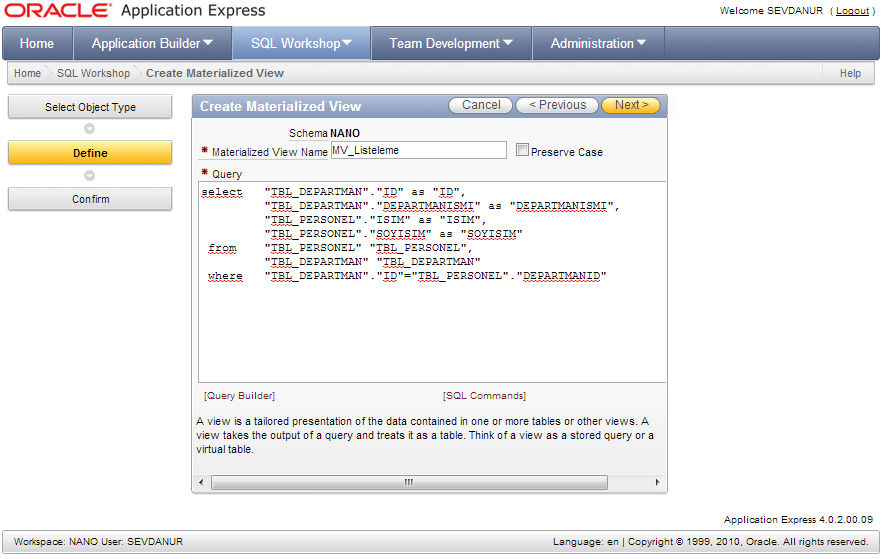 ORACLE Application Express
Welcome SEVDANUR ( Logout )
Home Application Builder SQL Workshop Team Development Administration
Home SQL Workshop Create Materialized View Help
Select Object Type
Define
Confirm
Create Materialized View Cancel < Previous Next >
Schema NANO
* Materialized View Name MV_Listeleme Preserve Case
* Query
select "TBL_DEPARTMAN"."ID" as "ID",
"TBL_DEPARTMAN"."DEPARTMANISMI" as "DEPARTMANISMI",
"TBL_PERSONEL"."ISIM" as "ISIM",
"TBL_PERSONEL"."SOYISIM" as "SOYISIM"
from "TBL_PERSONEL" "TBL_PERSONEL",
"TBL_DEPARTMAN" "TBL_DEPARTMAN"
where "TBL_DEPARTMAN"."ID"="TBL_PERSONEL"."DEPARTMANID"
[Query Builder] [SQL Commands]
A view is a tailored presentation of the data contained in one or more tables or other views. A
view takes the output of a query and treats it as a table. Think of a view as a stored query or a
virtual table.
Application Express 4.0.2.00.09
Workspace: NANO User: SEVDANUR
Language: en | Copyright © 1999, 2010, Oracle. All rights reserved.